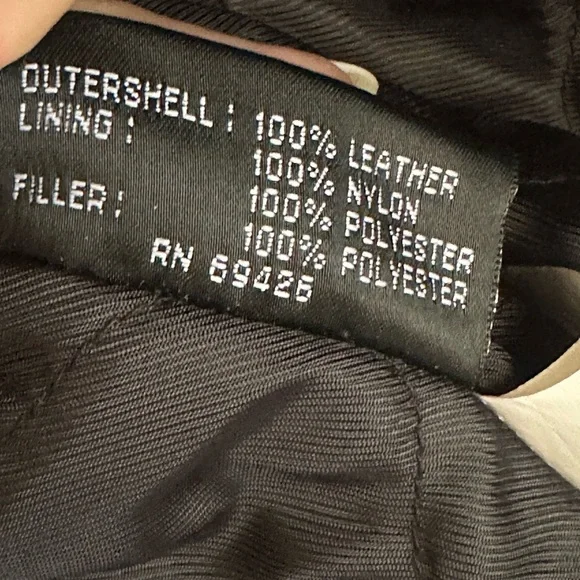 OUTERSHELL: 100% LEATHER
LINING: 100% NYLON
100% POLYESTER
FILLER: 100% POLYESTER
RN 69426